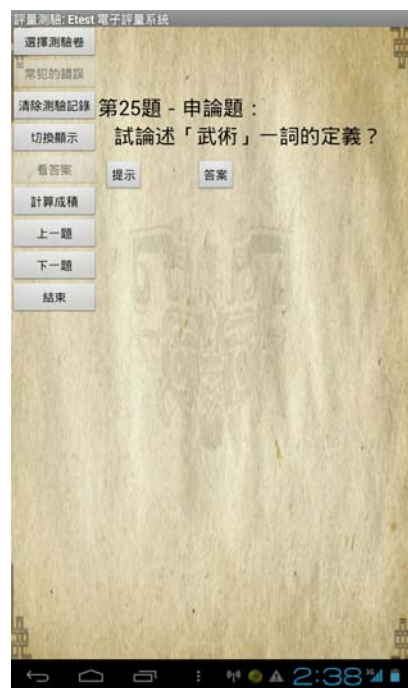 評量測驗: Etest 電子評量系統
選擇測驗卷
常犯的錯誤
清除測驗記錄
切換顯示
看答案
計算成積
上一題
下一題
結束
第25題 - 申論題：
試論述「武術」一詞的定義？
提示
答案
2:38